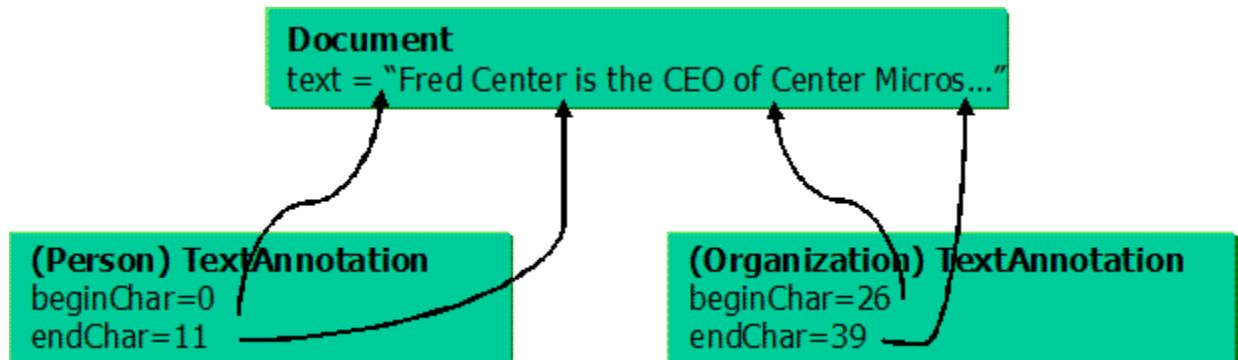 Document
text = “Fred Center is the CEO of Center Micros...”
(Person) TextAnnotation
beginChar=0
endChar=11
(Organization) TextAnnotation
beginChar=26
endChar=39